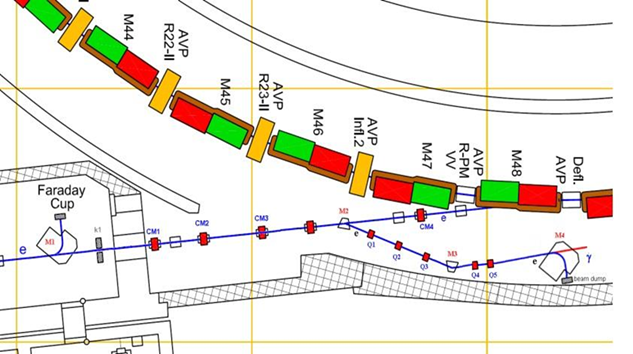 M44
AVP
R22-II
M45
AVP
R23-II
M46
AVP
Infl.2
M47
AVP
R-PM
VV
M48
Defl.
AVP
Faraday
Cup
M1
k1
e
CM1
CM2
CM3
M2
CM4
e
e
Q1
Q2
Q3
M3
Q4
Q5
M4
e
γ
beam dump